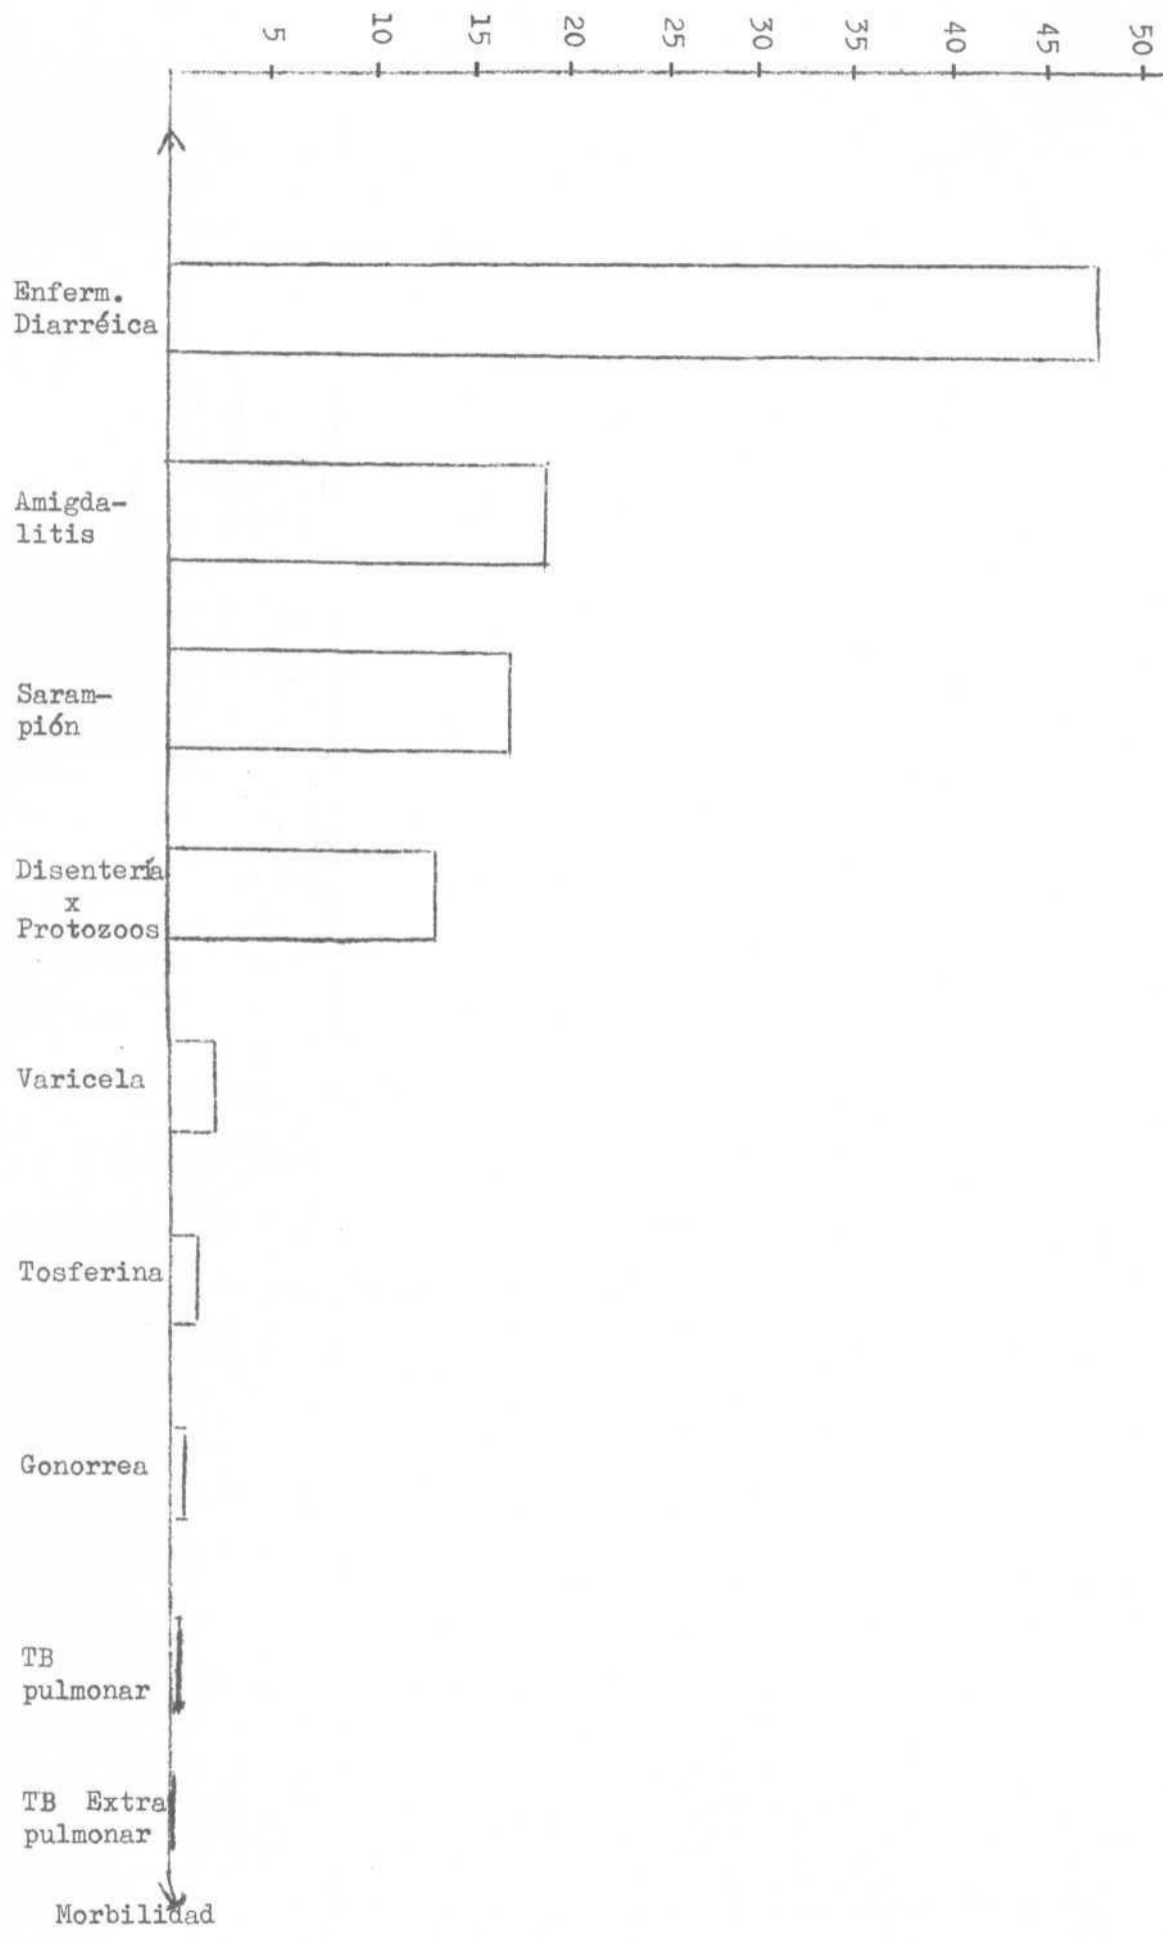 5 10 15 20 25 30 35 40 45 50
Enferm.
Diarréica
Amigda-
litis
Saram-
pión
Disentería
x
Protozoos
Varicela
Tosferina
Gonorrea
TB
pulmonar
TB Extra
pulmonar
Morbilidad